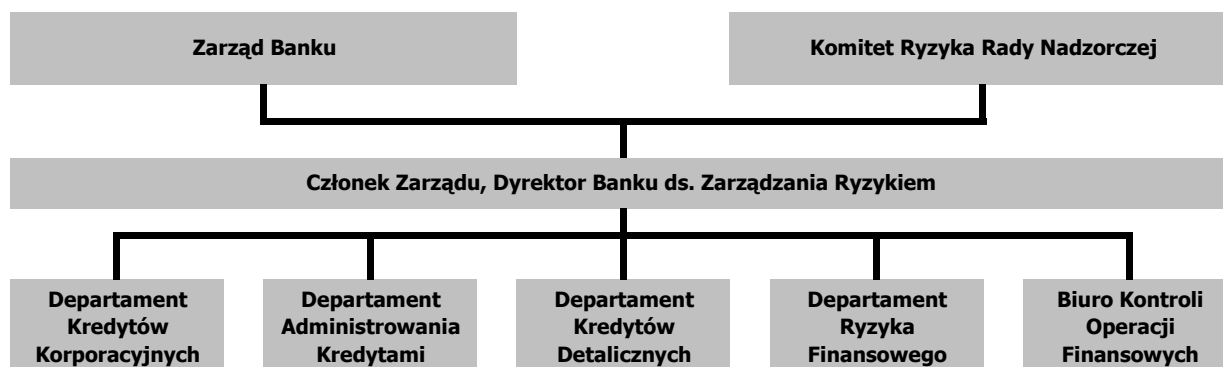 Zarząd Banku
Komitet Ryzyka Rady Nadzorczej
Członek Zarządu, Dyrektor Banku ds. Zarządzania Ryzykiem
Departament
Kredytów
Korporacyjnych
Departament
Administrowania
Kredytami
Departament
Kredytów
Detalicznych
Departament
Ryzyka
Finansowego
Biuro Kontroli
Operacji
Finansowych